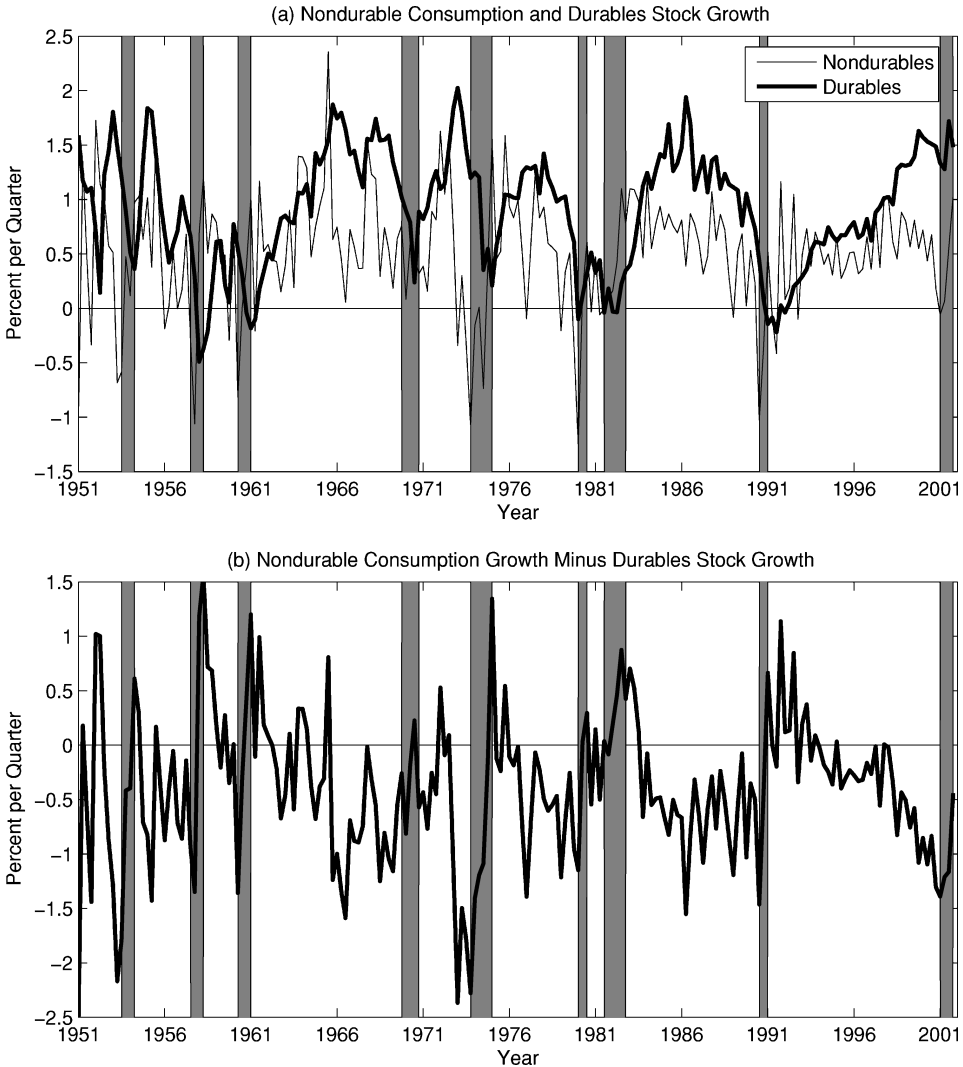 (a) Nondurable Consumption and Durables Stock Growth
2.5
Nondurables
Durables
2
1.5
1
0.5
0
−0.5
−1
−1.5
Percent per Quarter
1951 1956 1961 1966 1971 1976 1981 1986 1991 1996 2001
Year
(b) Nondurable Consumption Growth Minus Durables Stock Growth
1.5
1
0.5
0
−0.5
−1
−1.5
−2
−2.5
Percent per Quarter
1951 1956 1961 1966 1971 1976 1981 1986 1991 1996 2001
Year